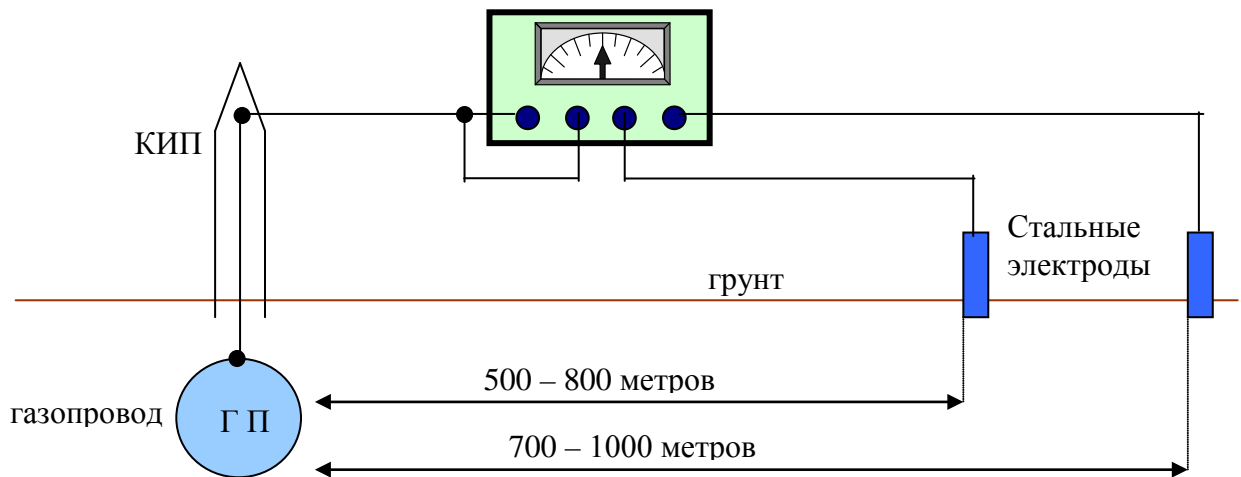 КИП
Стальные
электроды
грунт
500 – 800 метров
газопровод
Г П
700 – 1000 метров